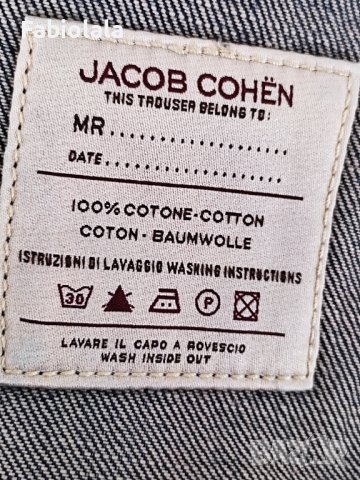 Fabiolala
JACOB COHËN
THIS TROUSER BELONG TO:
MR...................
DATE...................
100% COTONE-COTTON
COTON - BAUMWOLLE
ISTRUZIONI DI LAVAGGIO WASHING INSTRUCTIONS
30 P
LAVARE IL CAPO A ROVESCIO
WASH INSIDE OUT